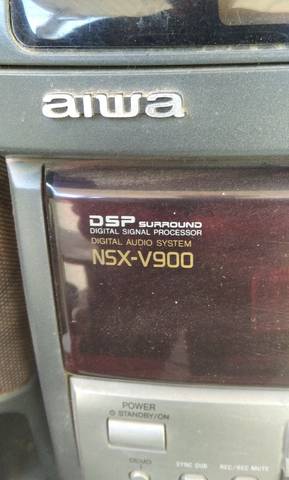 aiwa
DSP SURROUND
DIGITAL SIGNAL PROCESSOR
DIGITAL AUDIO SYSTEM
NSX-V900
POWER
STANDBY/ON
DEMO
SYNC DUB
REC/REC MUTE